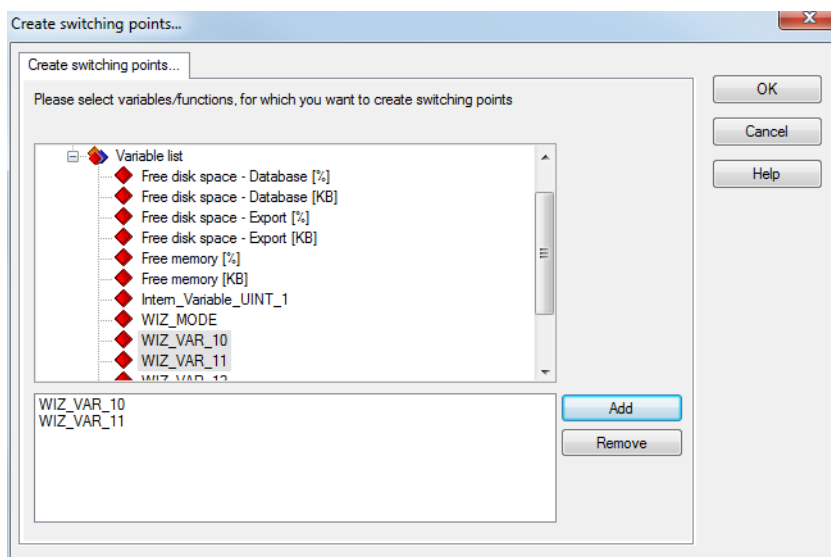 Create switching points...
Create switching points...
Please select variables/functions, for which you want to create switching points
OK
Cancel
Help
Variable list
Free disk space - Database [%]
Free disk space - Database [KB]
Free disk space - Export [%]
Free disk space - Export [KB]
Free memory [%]
Free memory [KB]
Intern_Variable_UINT_1
WIZ_MODE
WIZ_VAR_10
WIZ_VAR_11
WIZ_VAR_12
WIZ_VAR_10
WIZ_VAR_11
Add
Remove